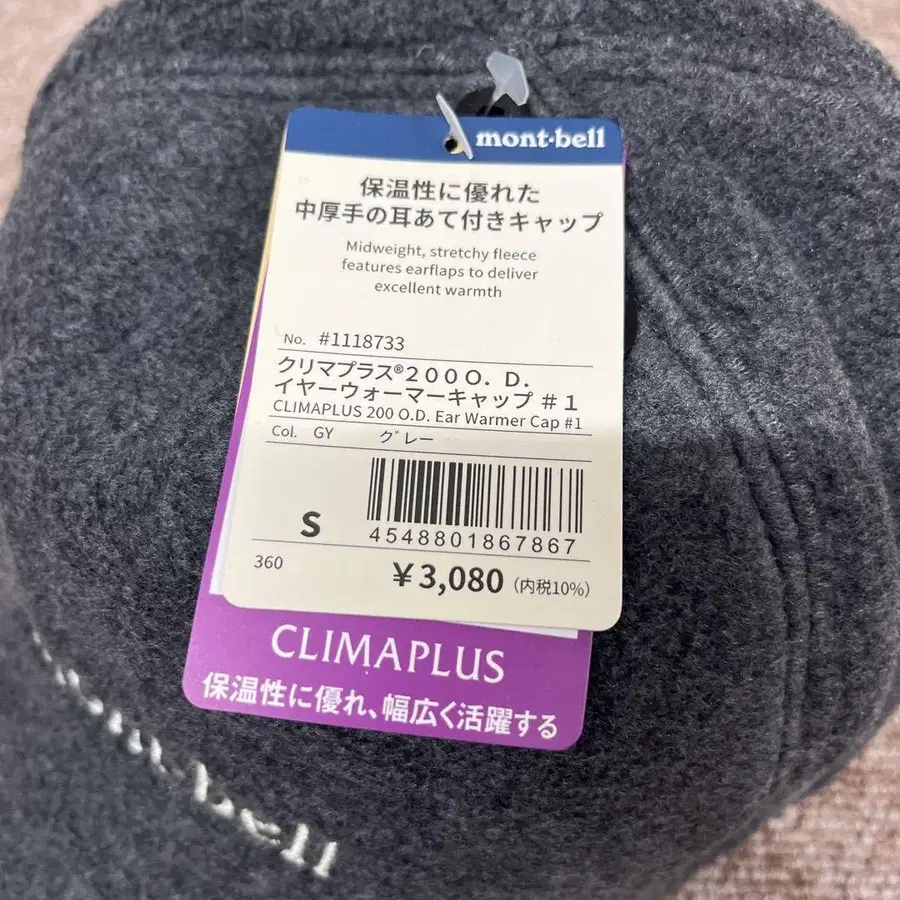 mont·bell
保温性に優れた
中厚手の耳あて付きキャップ
Midweight, stretchy fleece
features earflaps to deliver
excellent warmth
No. #1118733
クリマプラス®２００Ｏ．Ｄ．
イヤーウォーマーキャップ ＃１
CLIMAPLUS 200 O.D. Ear Warmer Cap #1
Col. GY グレー
S
4548801867867
360
￥3,080 (内税10%)
CLIMAPLUS
保温性に優れ、幅広く活躍する
mont-bell